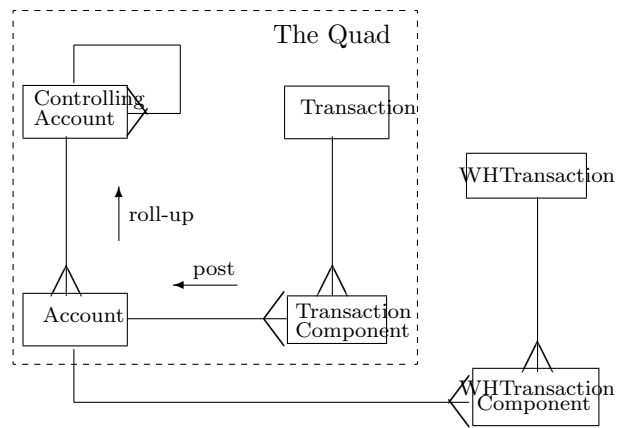 The Quad
Controlling
Account
Transaction
WHTransaction
roll-up
post
Account
Transaction
Component
WHTransaction
Component